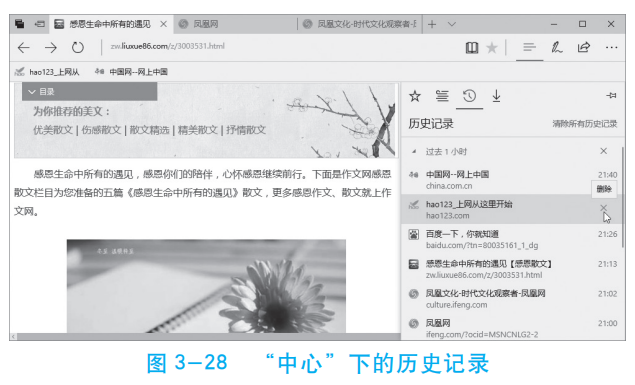 感恩生命中所有的遇见
凤凰网
凤凰文化-时代文化观察者-
zw.liuxue86.com/z/3003531.html
hao123_上网从
中国网--网上中国
目录
为你推荐的美文：
优美散文 | 伤感散文 | 散文精选 | 精美散文 | 抒情散文
感恩生命中所有的遇见，感恩你们的陪伴，心怀感恩继续前行。下面是作文网感恩
散文栏目为您准备的五篇《感恩生命中所有的遇见》散文，更多感恩作文、散文就上作
文网。
历史记录
清除所有历史记录
过去 1 小时
中国网--网上中国 21:40
china.com.cn
删除
hao123_上网从这里开始
hao123.com
百度一下，你就知道 21:26
baidu.com/?tn=80035161_1_dg
感恩生命中所有的遇见【感恩散文】 21:13
zw.liuxue86.com/z/3003531.html
凤凰文化-时代文化观察者-凤凰网 21:02
culture.ifeng.com
凤凰网 21:00
ifeng.com/?ocid=MSNCNLG2-2
图 3-28 “中心”下的历史记录